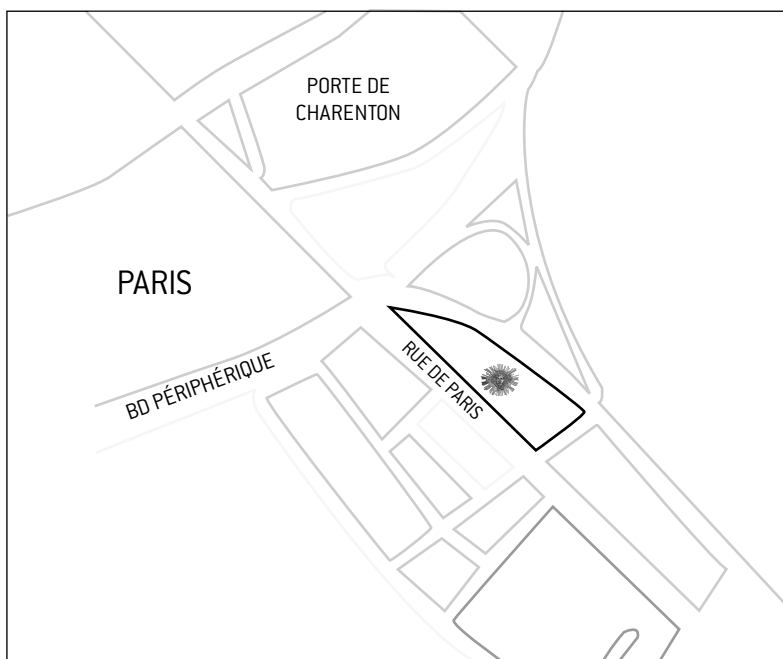 PORTE DE
CHARENTON
PARIS
RUE DE PARIS
BD PÉRIPHÉRIQUE